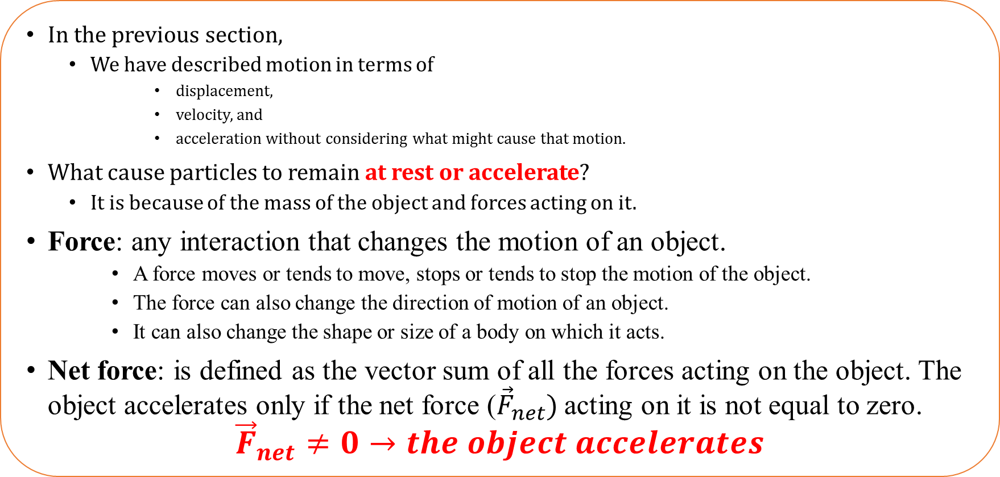 • In the previous section,
• We have described motion in terms of
• displacement,
• velocity, and
• acceleration without considering what might cause that motion.
• What cause particles to remain at rest or accelerate?
• It is because of the mass of the object and forces acting on it.
• Force: any interaction that changes the motion of an object.
• A force moves or tends to move, stops or tends to stop the motion of the object.
• The force can also change the direction of motion of an object.
• It can also change the shape or size of a body on which it acts.
• Net force: is defined as the vector sum of all the forces acting on the object. The
object accelerates only if the net force (F⃗net) acting on it is not equal to zero.
F⃗net ≠ 0 → the object accelerates